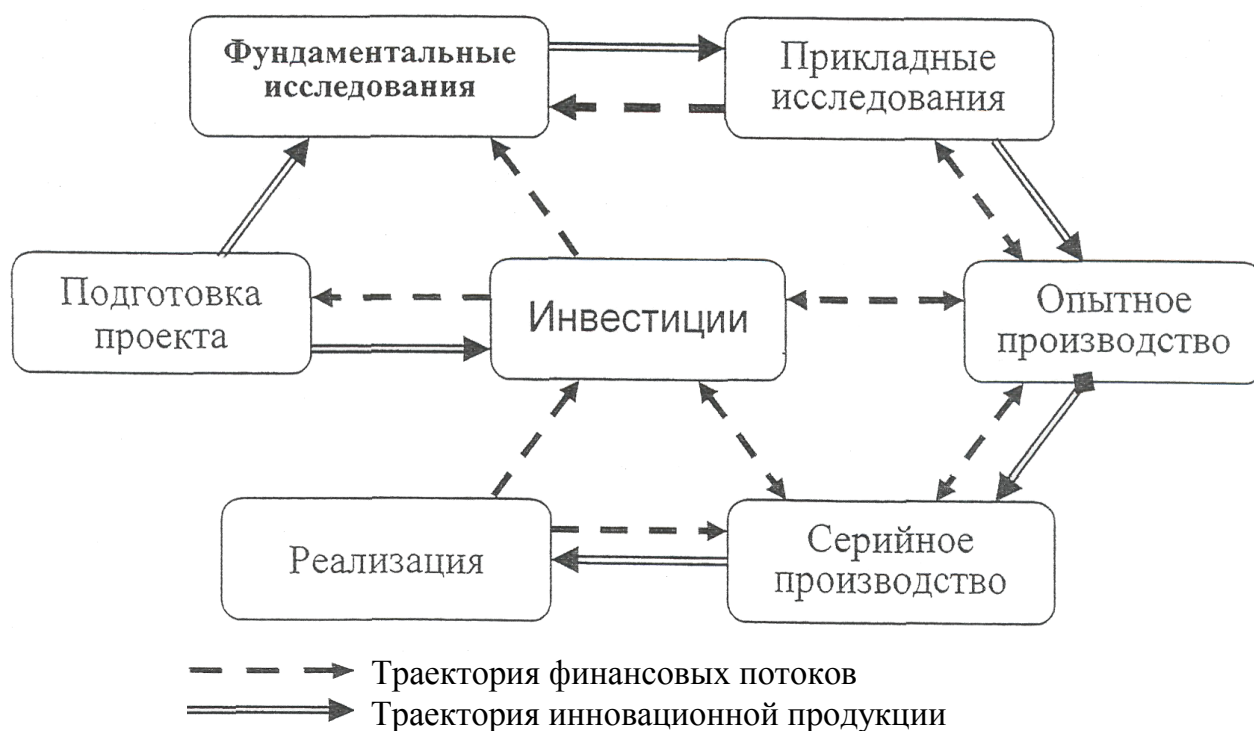 Фундаментальные
исследования
Прикладные
исследования
Подготовка
проекта
Инвестиции
Опытное
производство
Реализация
Серийное
производство
Траектория финансовых потоков
Траектория инновационной продукции